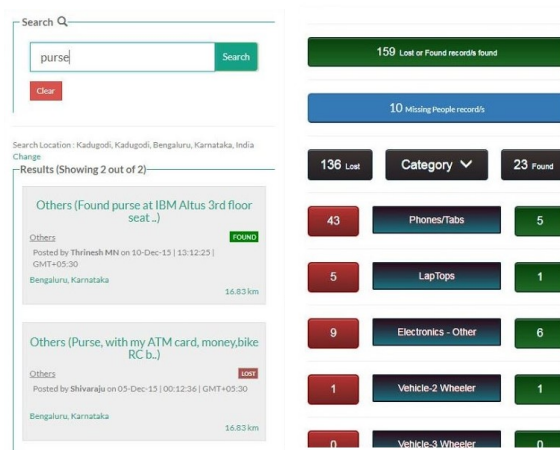 Search
purse
Search
Clear
Search Location : Kadugodi, Kadugodi, Bengaluru, Karnataka, India
Change
Results (Showing 2 out of 2)
Others (Found purse at IBM Altus 3rd floor
seat ..)
Others
FOUND
Posted by Thrinesh MN on 10-Dec-15 | 13:12:25 |
GMT+05:30
Bengaluru, Karnataka
16.83 km
Others (Purse, with my ATM card, money,bike
RC b..)
Others
LOST
Posted by Shivaraju on 05-Dec-15 | 00:12:36 | GMT+05:30
Bengaluru, Karnataka
16.83 km
159 Lost or Found record/s found
10 Missing People record/s
136 Lost
Category
23 Found
43 Phones/Tabs 5
5 LapTops 1
9 Electronics - Other 6
1 Vehicle-2 Wheeler 1
0 Vehicle-3 Wheeler 0